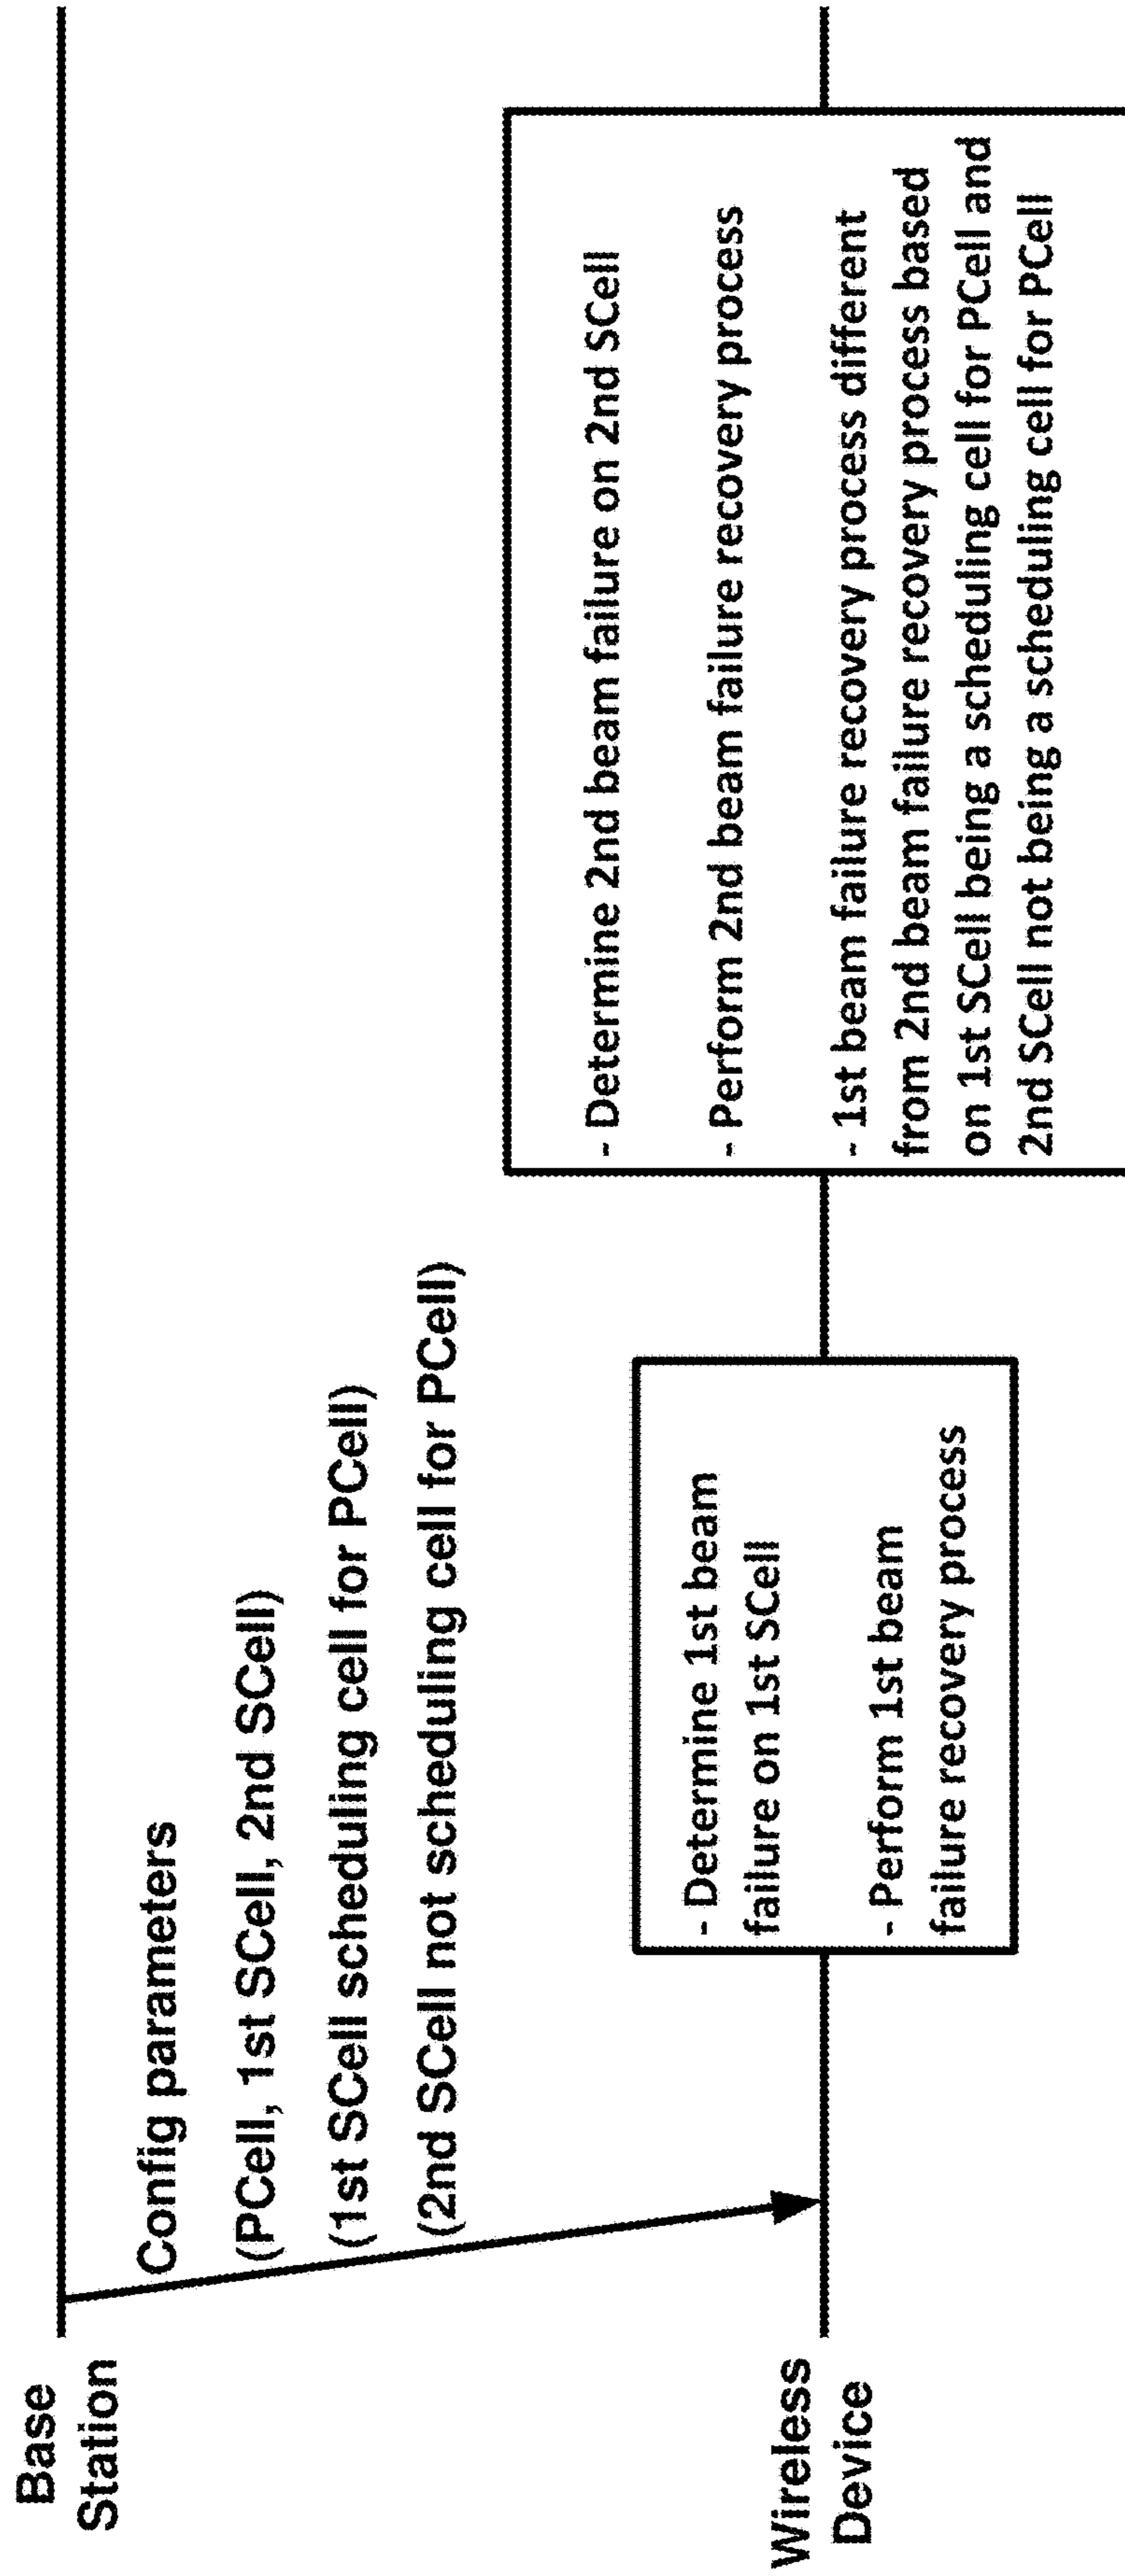 Base
Station
Config parameters
(PCell, 1st SCell, 2nd SCell)
(1st SCell scheduling cell for PCell)
(2nd SCell not scheduling cell for PCell)
Wireless
Device
- Determine 1st beam
failure on 1st SCell
- Perform 1st beam
failure recovery process
- Determine 2nd beam failure on 2nd SCell
- Perform 2nd beam failure recovery process
- 1st beam failure recovery process different
from 2nd beam failure recovery process based
on 1st SCell being a scheduling cell for PCell and
2nd SCell not being a scheduling cell for PCell